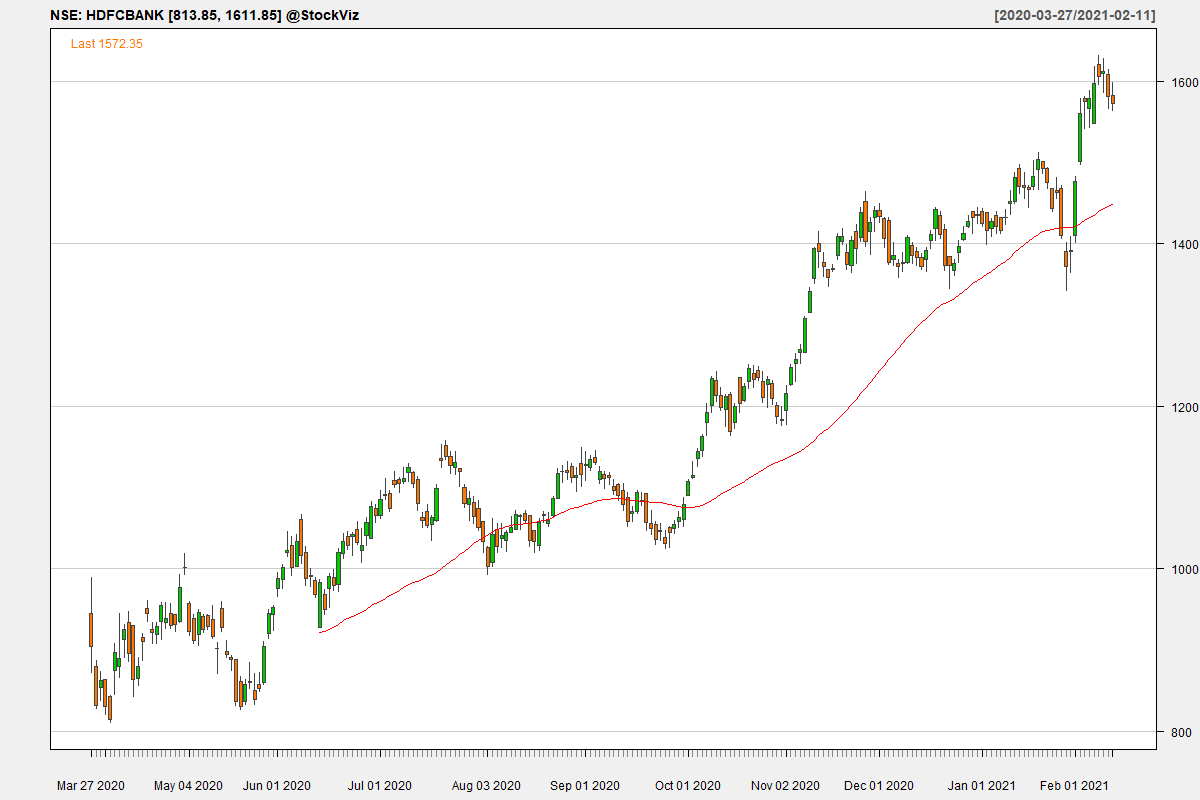 NSE: HDFCBANK [813.85, 1611.85] @StockViz [2020-03-27/2021-02-11]
Last 1572.35
1600
1400
1200
1000
800
Mar 27 2020 May 04 2020 Jun 01 2020 Jul 01 2020 Aug 03 2020 Sep 01 2020 Oct 01 2020 Nov 02 2020 Dec 01 2020 Jan 01 2021 Feb 01 2021